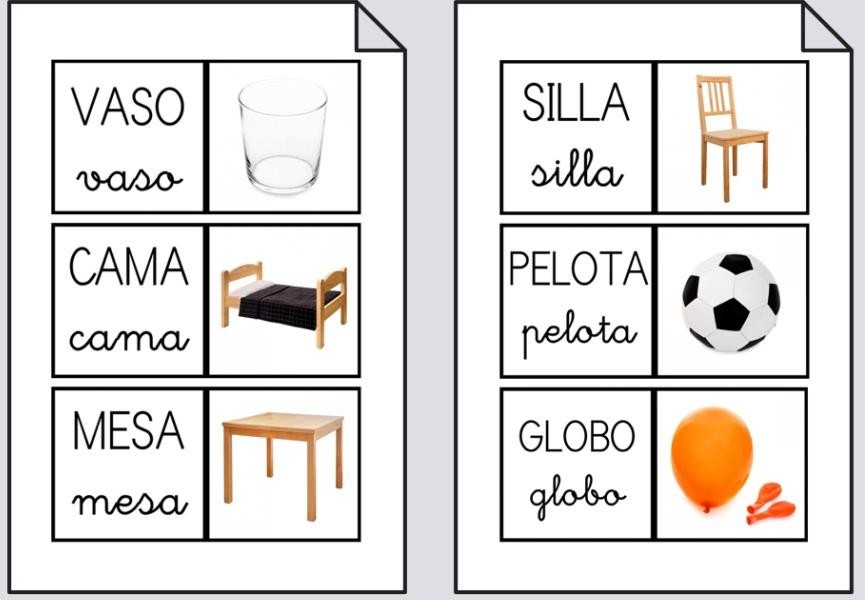 VASO
vaso
CAMA
cama
MESA
mesa
SILLA
silla
PELOTA
pelota
GLOBO
globo